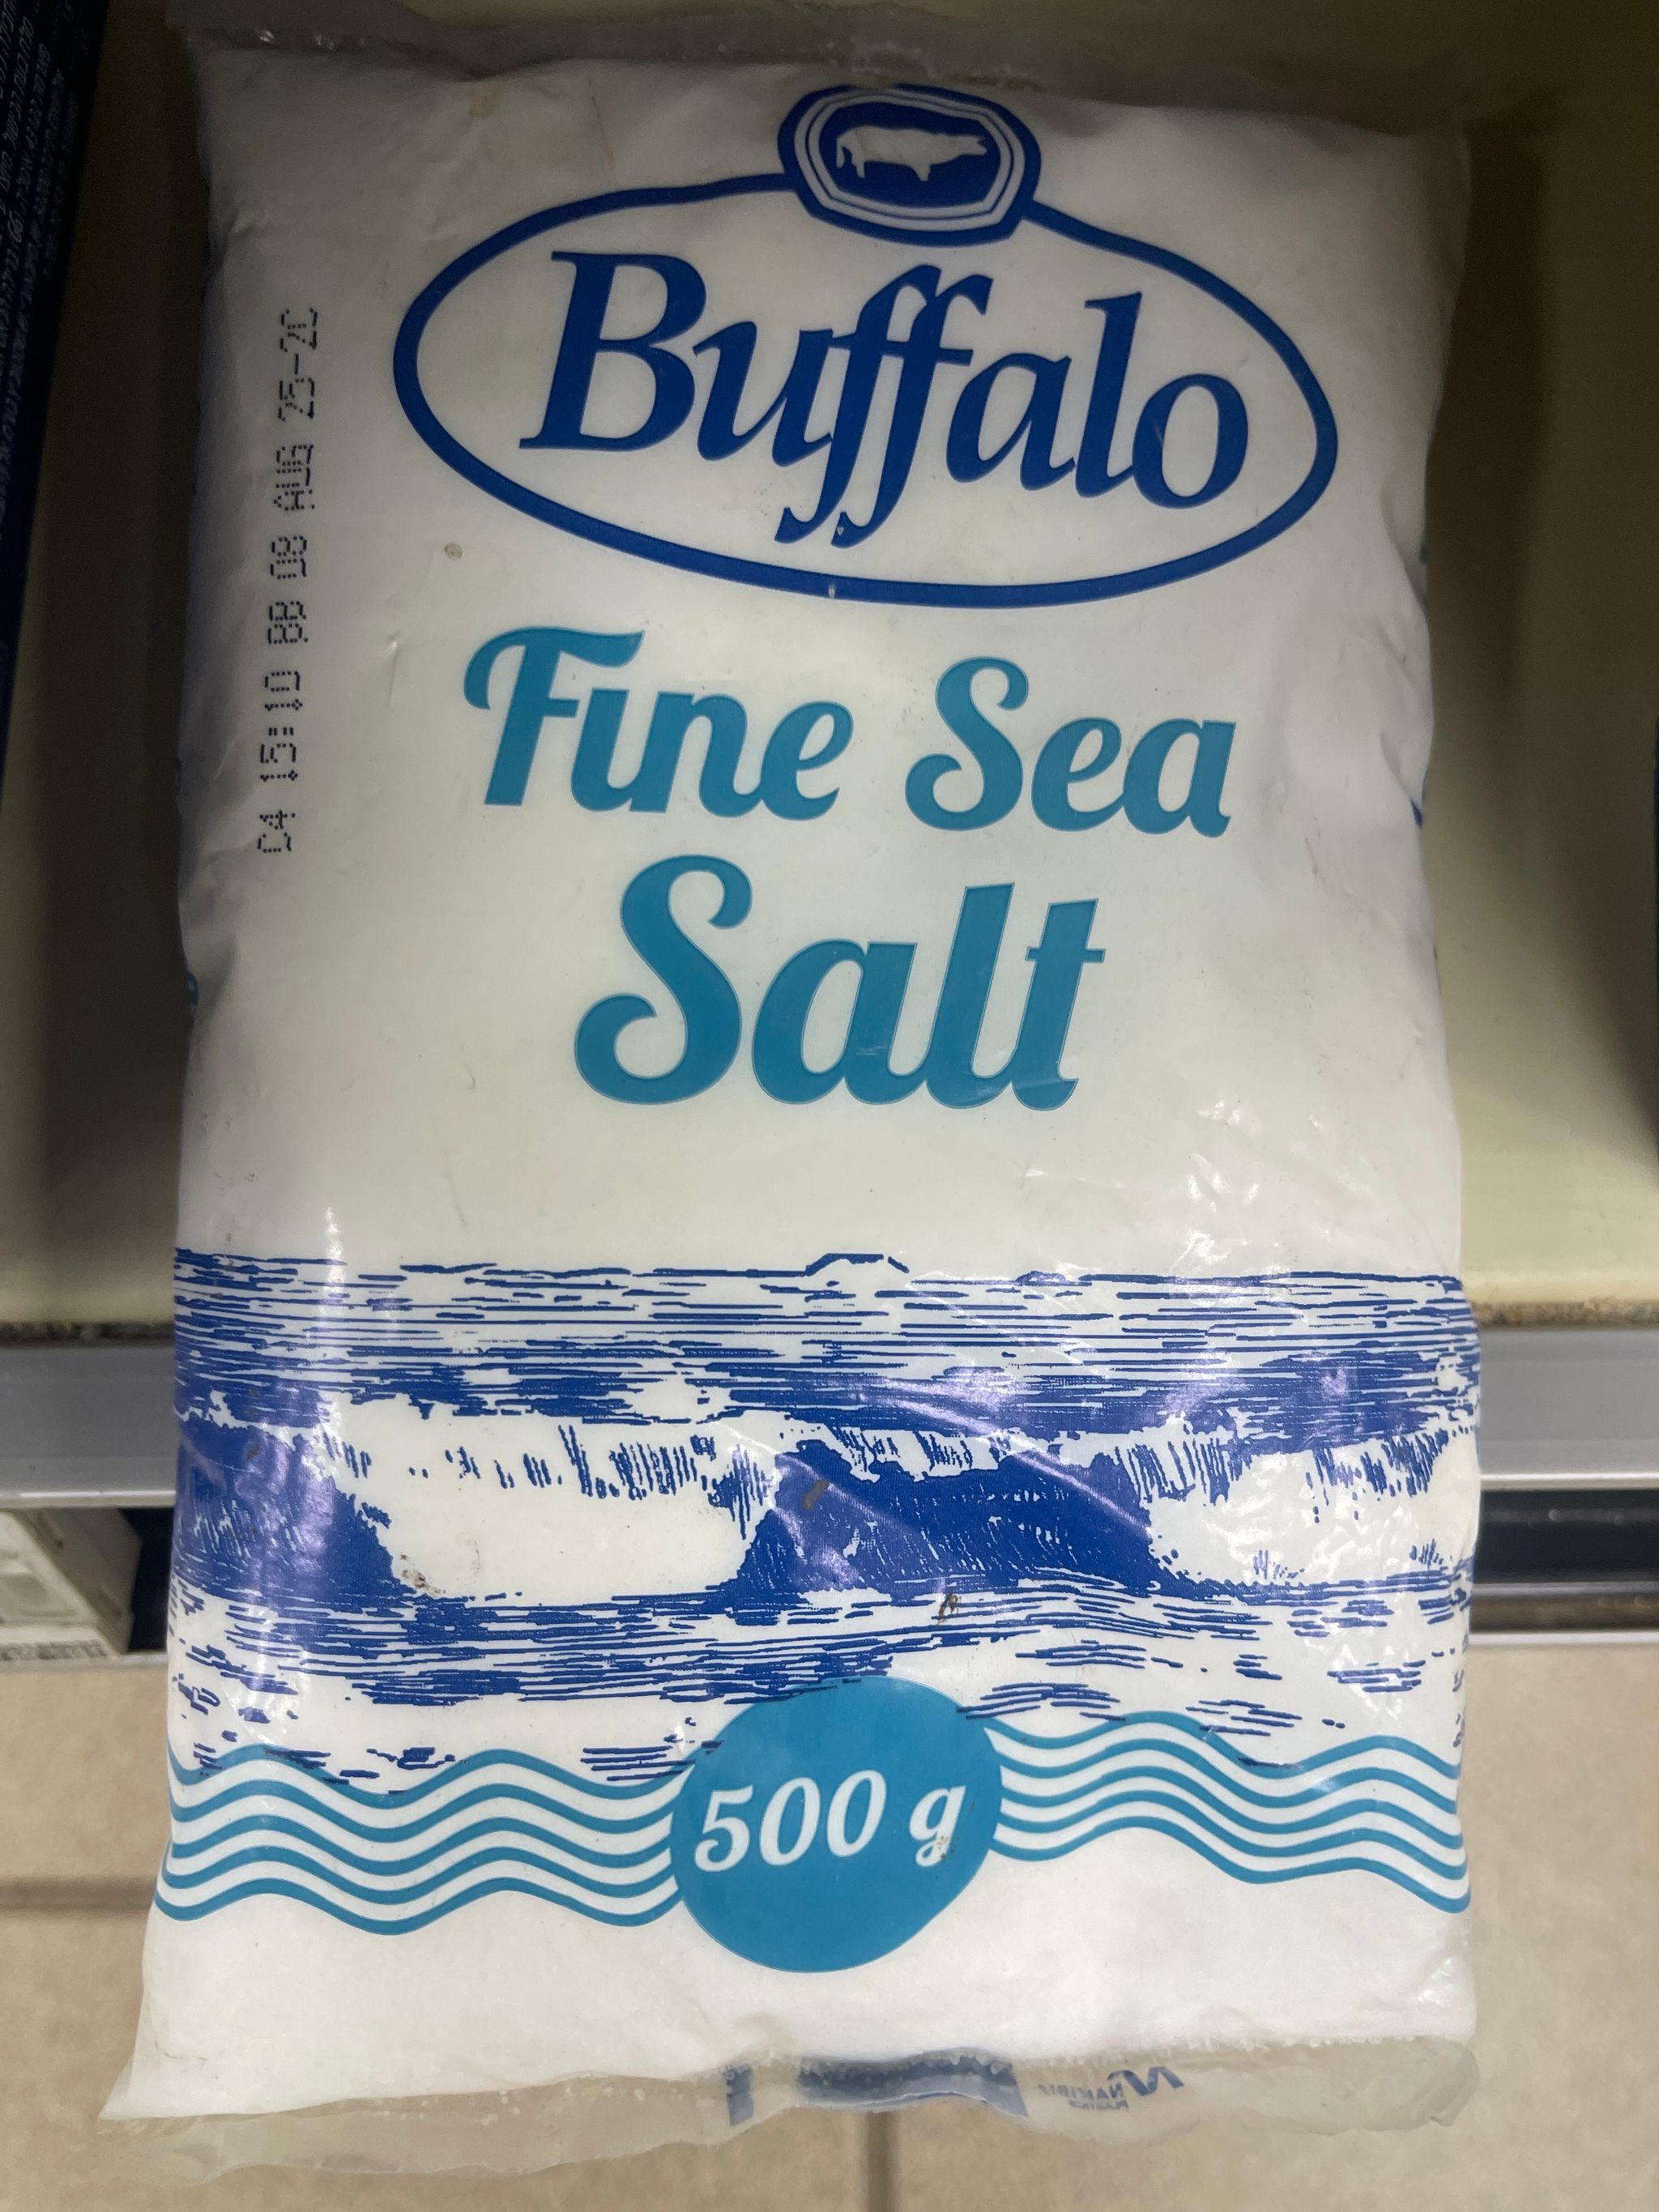 Buffalo
Fine Sea
Salt
C4 15:10 BB 08 AUG 25-2C
500 g